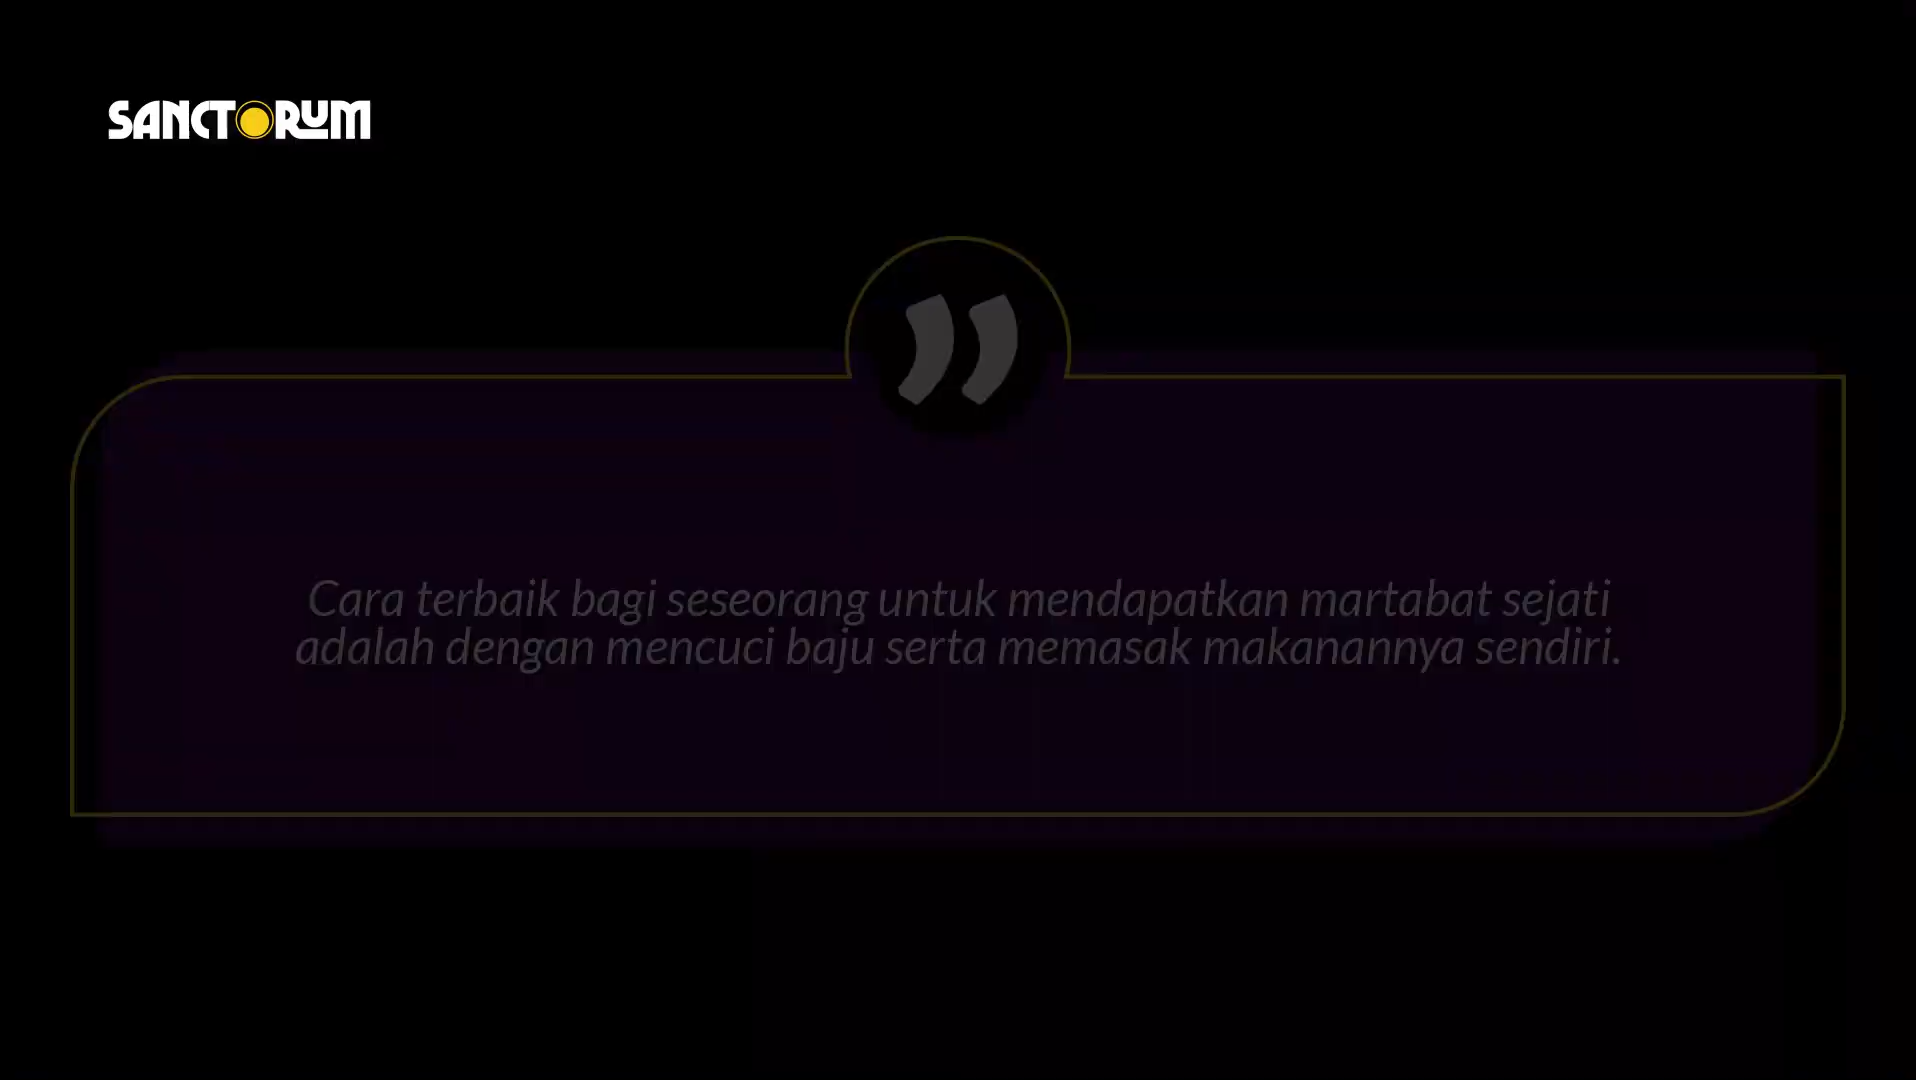 SANCTORUM
”
Cara terbaik bagi seseorang untuk mendapatkan martabat sejati
adalah dengan mencuci baju serta memasak makanannya sendiri.